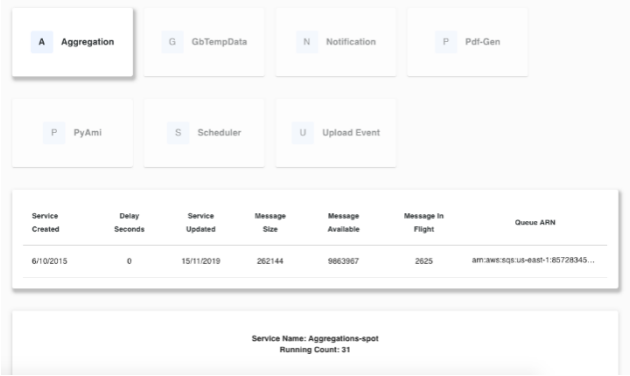 A Aggregation G GbTempData N Notification P Pdf-Gen
P PyAmi S Scheduler U Upload Event
Service Delay Service Message Message Message In
Queue ARN
Created Seconds Updated Size Available Flight
6/10/2015 0 15/11/2019 262144 9863967 2625 arn:aws:sqs:us-east-1:85728345...
Service Name: Aggregations-spot
Running Count: 31